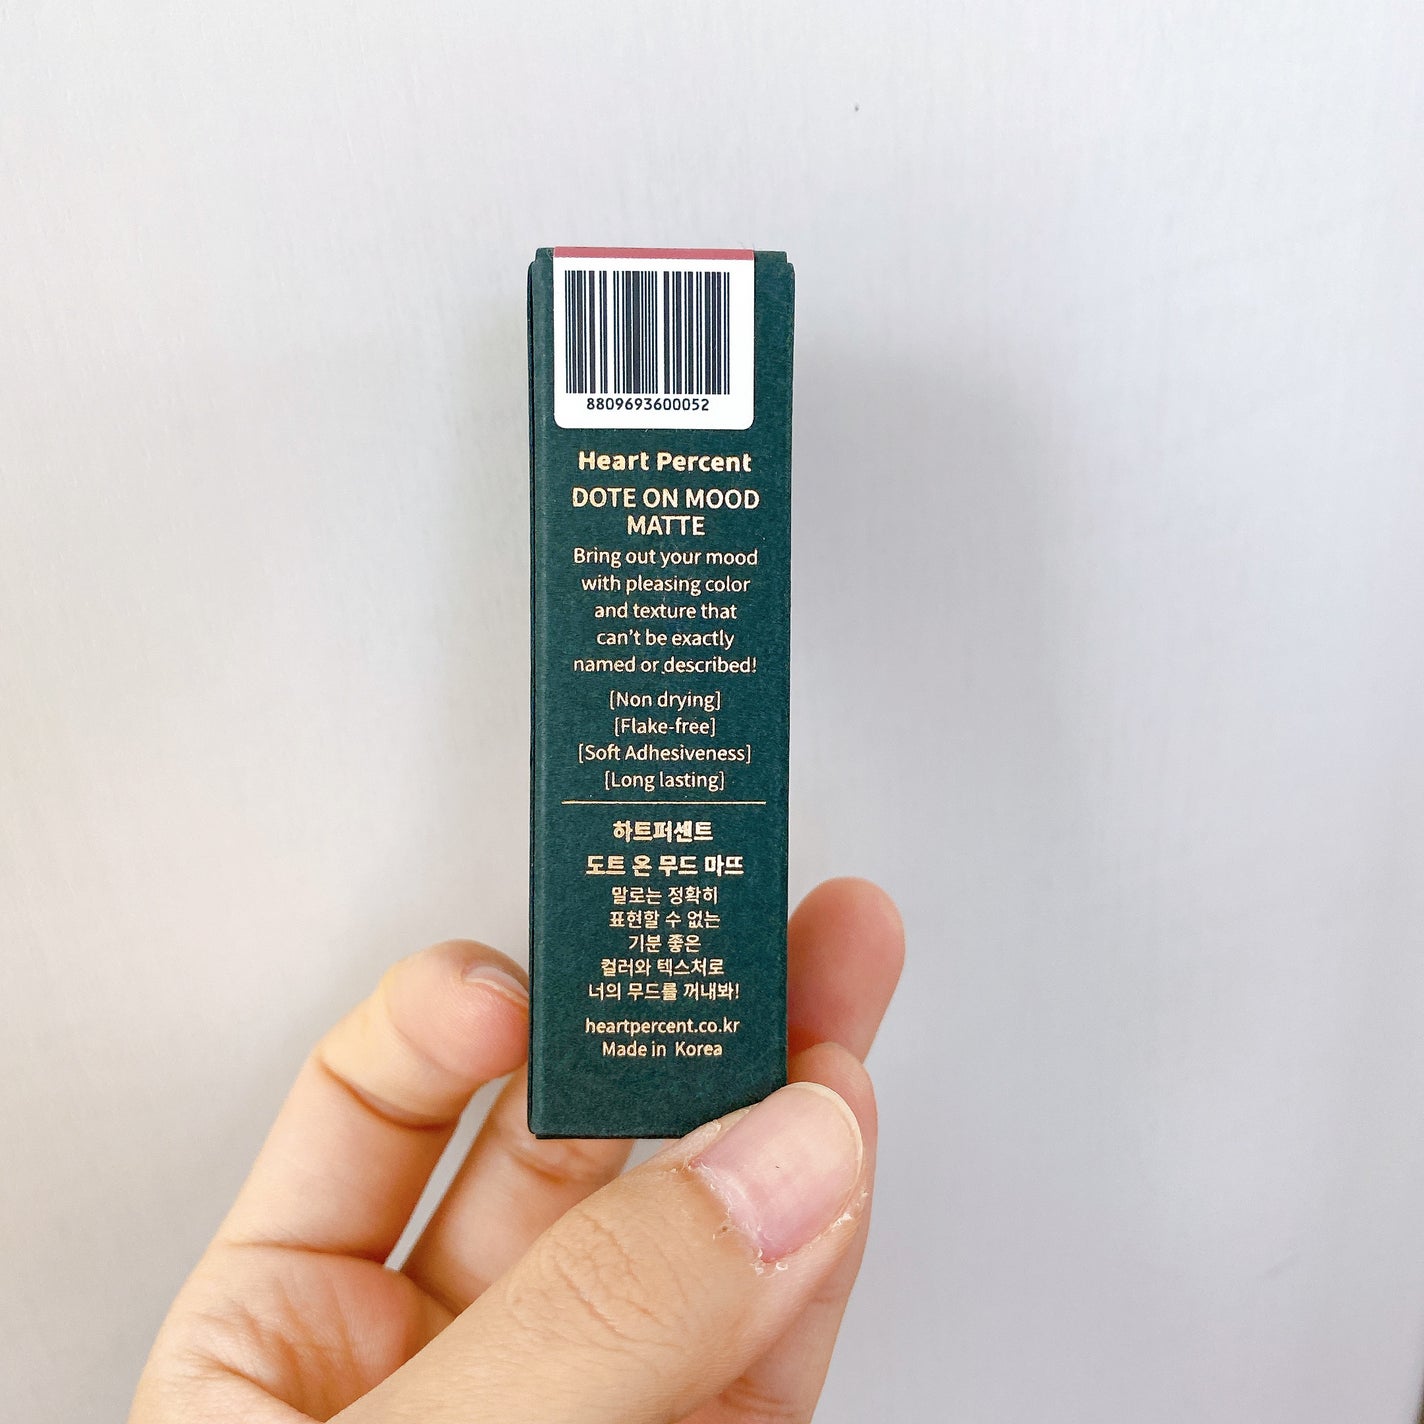 8809693600052
Heart Percent
DOTE ON MOOD
MATTE
Bring out your mood
with pleasing color
and texture that
can't be exactly
named or described!
[Non drying]
[Flake-free]
[Soft Adhesiveness]
[Long lasting]
하트퍼센트
도트 온 무드 마뜨
말로는 정확히
표현할 수 없는
기분 좋은
컬러와 텍스처로
너의 무드를 꺼내봐!
heartpercent.co.kr
Made in Korea